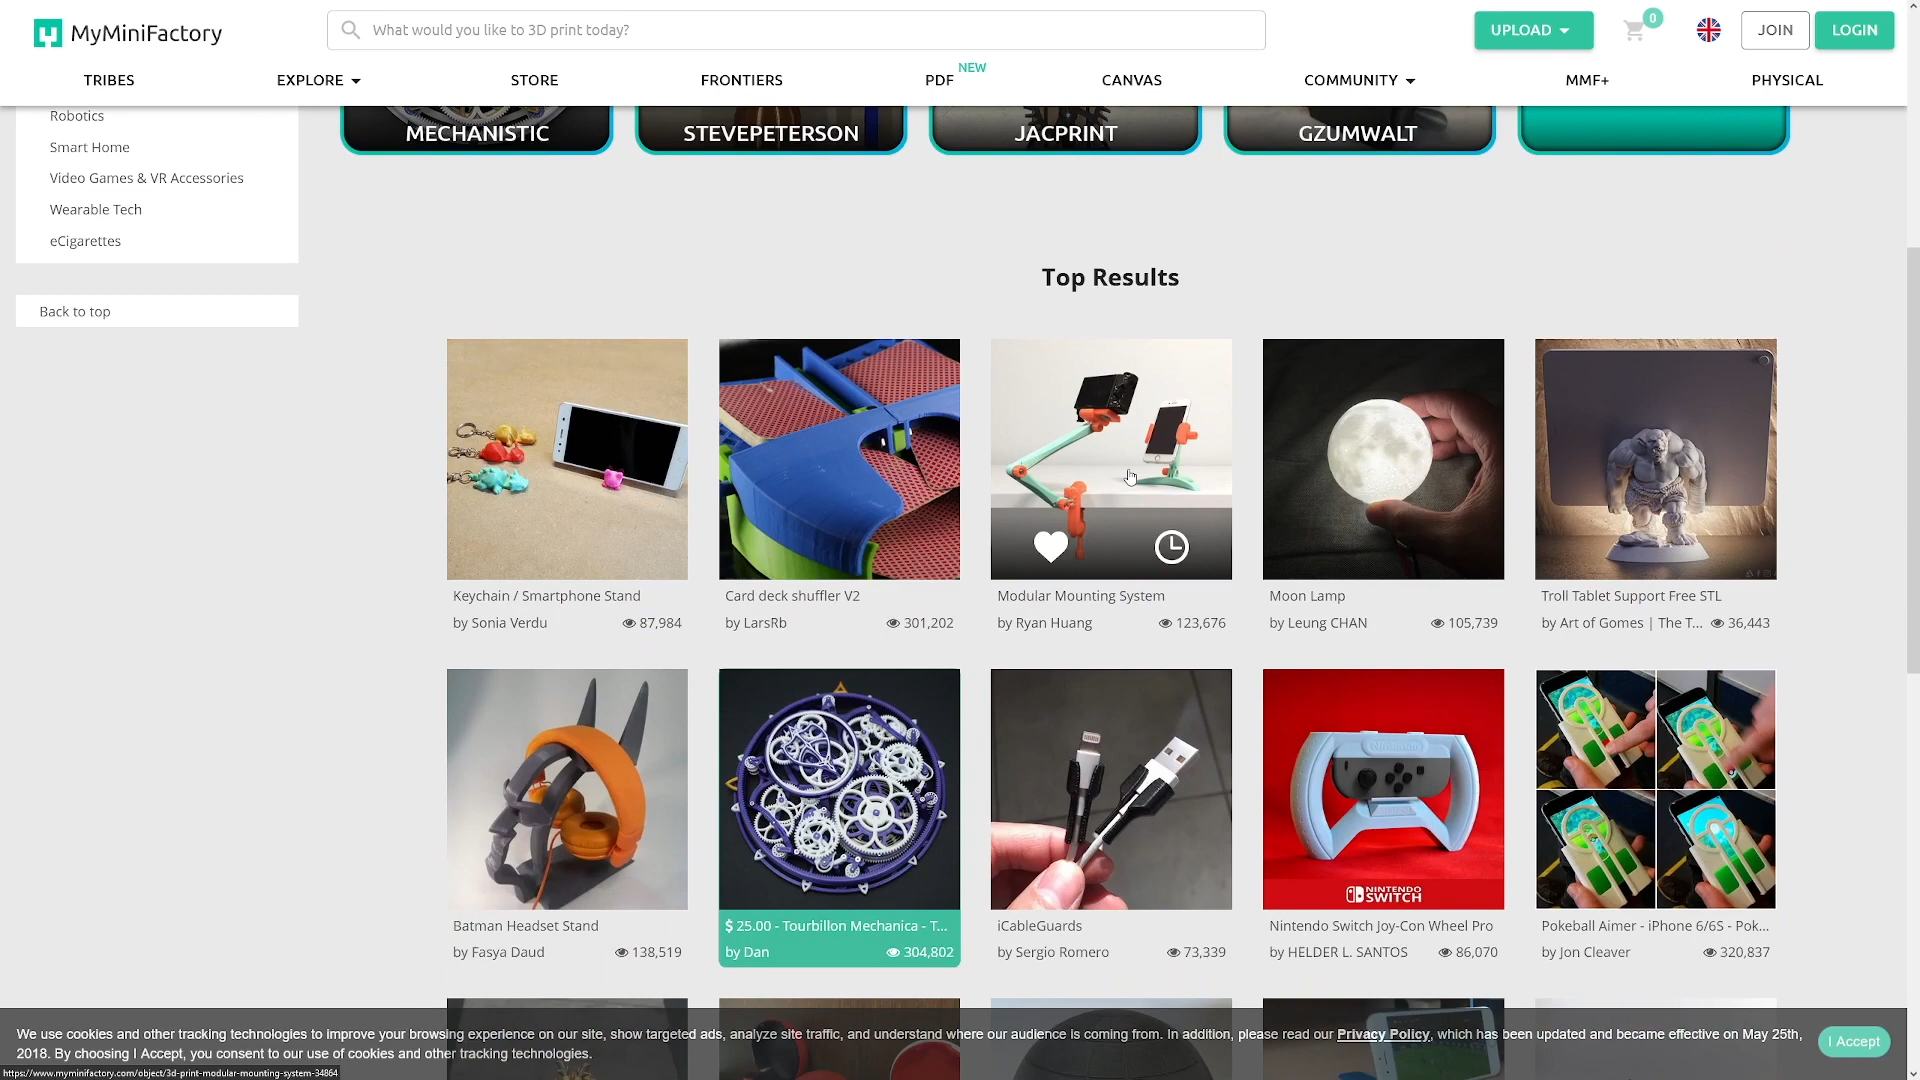 MyMiniFactory
What would you like to 3D print today?
UPLOAD
0
JOIN
LOGIN
TRIBES
EXPLORE
STORE
FRONTIERS
PDF
NEW
CANVAS
COMMUNITY
MMF+
PHYSICAL
Robotics
Smart Home
Video Games & VR Accessories
Wearable Tech
eCigarettes
Back to top
MECHANISTIC
STEVEPETERSON
JACPRINT
GZUMWALT
Top Results
Keychain / Smartphone Stand
by Sonia Verdu 87,984
Card deck shuffler V2
by LarsRb 301,202
Modular Mounting System
by Ryan Huang 123,676
Moon Lamp
by Leung CHAN 105,739
Troll Tablet Support Free STL
by Art of Gomes | The T... 36,443
NINTENDO
SWITCH
Batman Headset Stand
by Fasya Daud 138,519
$ 25.00 - Tourbillon Mechanica - T...
by Dan 304,802
iCableGuards
by Sergio Romero 73,339
Nintendo Switch Joy-Con Wheel Pro
by HELDER L. SANTOS 86,070
Pokeball Aimer - iPhone 6/6S - Pok...
by Jon Cleaver 320,837
We use cookies and other tracking technologies to improve your browsing experience on our site, show targeted ads, analyze site traffic, and understand where our audience is coming from. In addition, please read our Privacy Policy, which has been updated and became effective on May 25th,
2018. By choosing I Accept, you consent to our use of cookies and other tracking technologies.
I Accept
https://www.myminifactory.com/object/3d-print-modular-mounting-system-34864